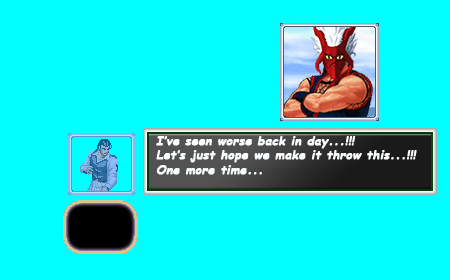 I've seen worse back in day...!!!
Let's just hope we make it throw this...!!!
One more time...